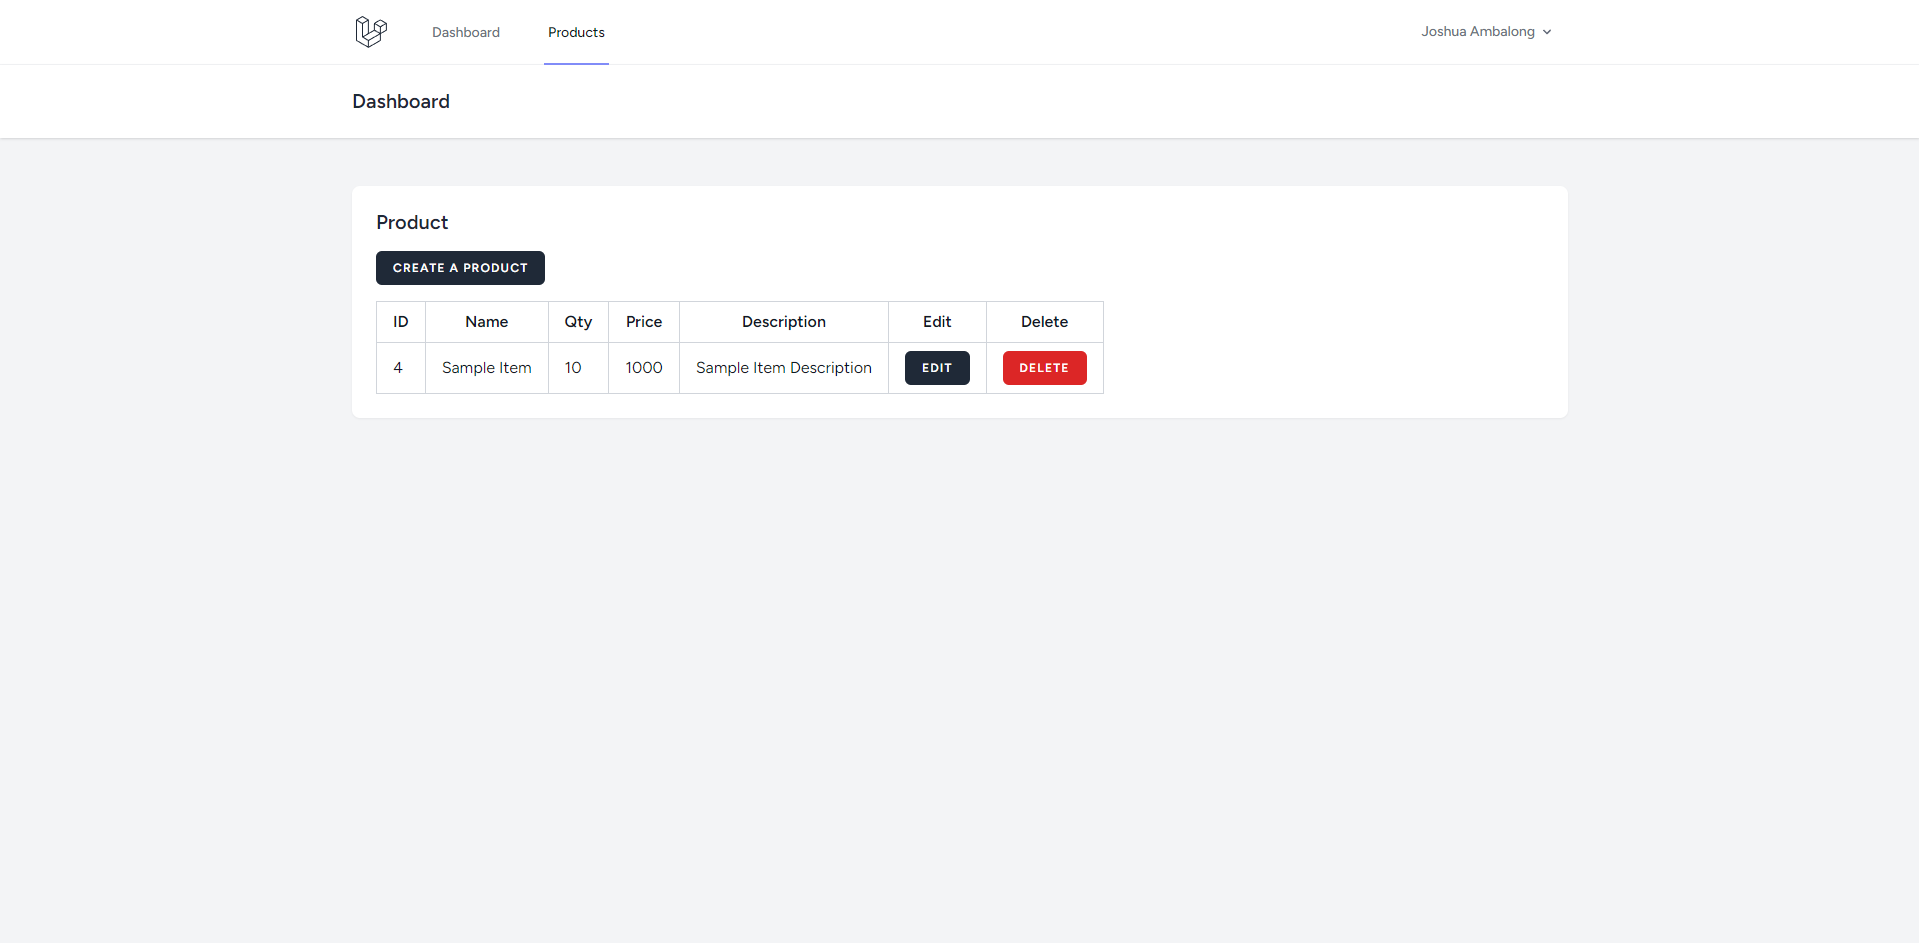 Dashboard Products Joshua Ambalong
Dashboard
Product
CREATE A PRODUCT
ID Name Qty Price Description Edit Delete
4 Sample Item 10 1000 Sample Item Description EDIT DELETE